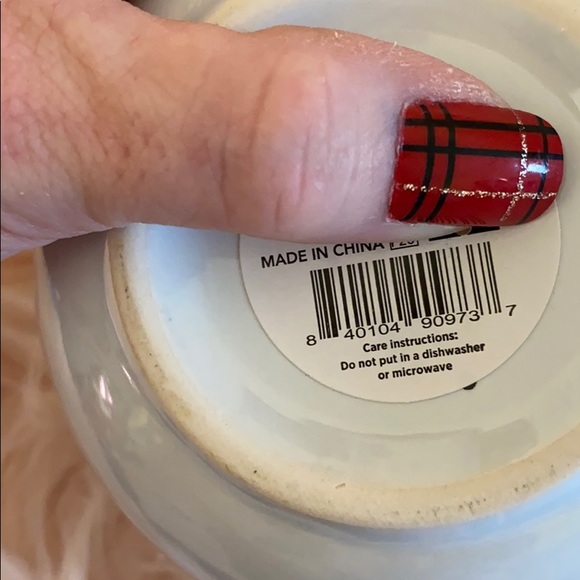 MADE IN CHINA
8 40104 90973 7
Care instructions:
Do not put in a dishwasher
or microwave